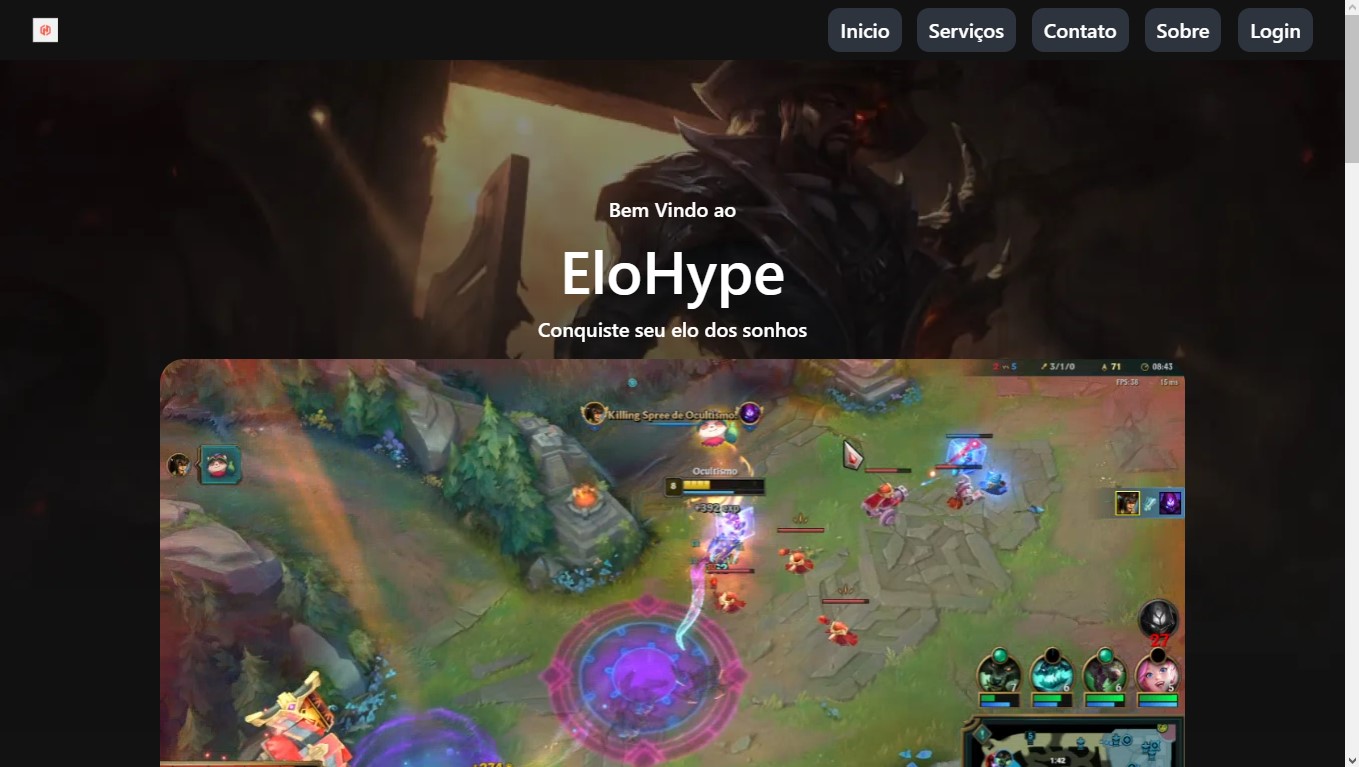 Inicio
Serviços
Contato
Sobre
Login
Bem Vindo ao
EloHype
Conquiste seu elo dos sonhos
2 vs 5
3/1/0
71
08:43
FPS: 38
15 ms
Killing Spree de Ocultismo!
Ocultismo
8
+392 exp
27
7
6
6
5
1:42